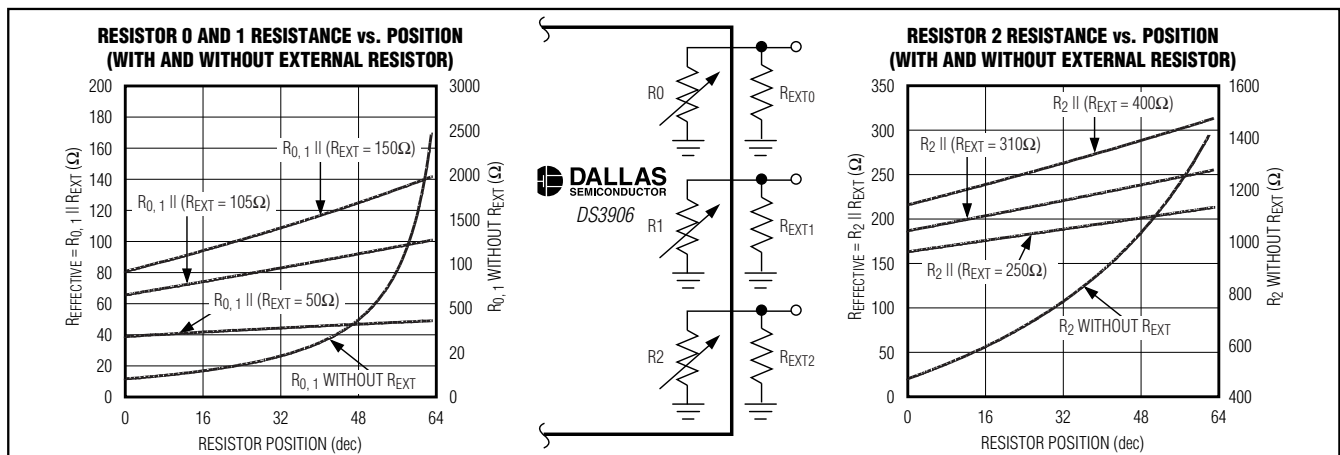 RESISTOR 0 AND 1 RESISTANCE vs. POSITION
(WITH AND WITHOUT EXTERNAL RESISTOR)
REFFECTIVE = R0, 1 || REXT (Ω)
200
180
160
140
120
100
80
60
40
20
0
R0, 1 || (REXT = 150Ω)
R0, 1 || (REXT = 105Ω)
R0, 1 || (REXT = 50Ω)
R0, 1 WITHOUT REXT
3000
2500
2000
1500
900
500
20
0
R0, 1 WITHOUT REXT (Ω)
0 16 32 48 64
RESISTOR POSITION (dec)
R0
REXT0
DALLAS
SEMICONDUCTOR
DS3906
R1
REXT1
R2
REXT2
RESISTOR 2 RESISTANCE vs. POSITION
(WITH AND WITHOUT EXTERNAL RESISTOR)
REFFECTIVE = R2 || REXT (Ω)
350
300
250
200
150
100
50
0
R2 || (REXT = 400Ω)
R2 || (REXT = 310Ω)
R2 || (REXT = 250Ω)
R2 WITHOUT REXT
1600
1400
1200
1000
800
600
400
R2 WITHOUT REXT (Ω)
0 16 32 48 64
RESISTOR POSITION (dec)